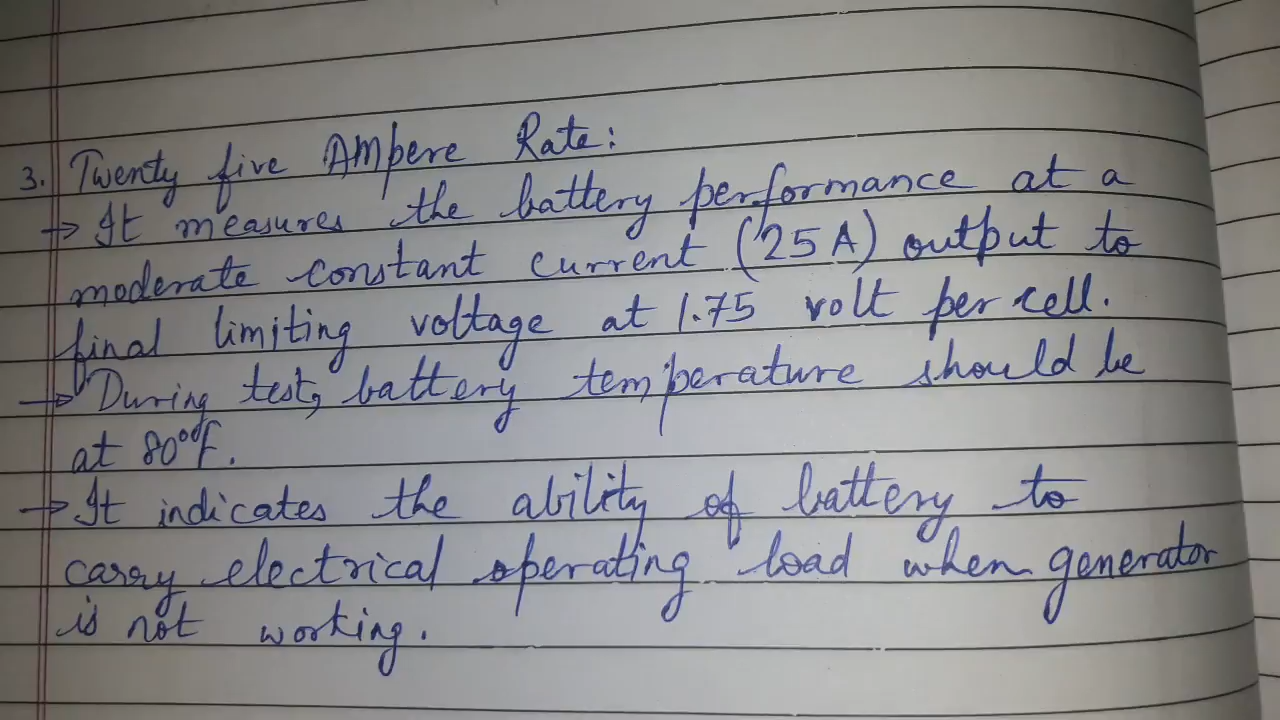 3. Twenty five Ampere Rate:
→ It measures the battery performance at a
moderate constant current (25A) output to
final limiting voltage at 1.75 volt per cell.
→ During test, battery temperature should be
at 80°F.
→ It indicates the ability of battery to
carry electrical operating load when generator
is not working.